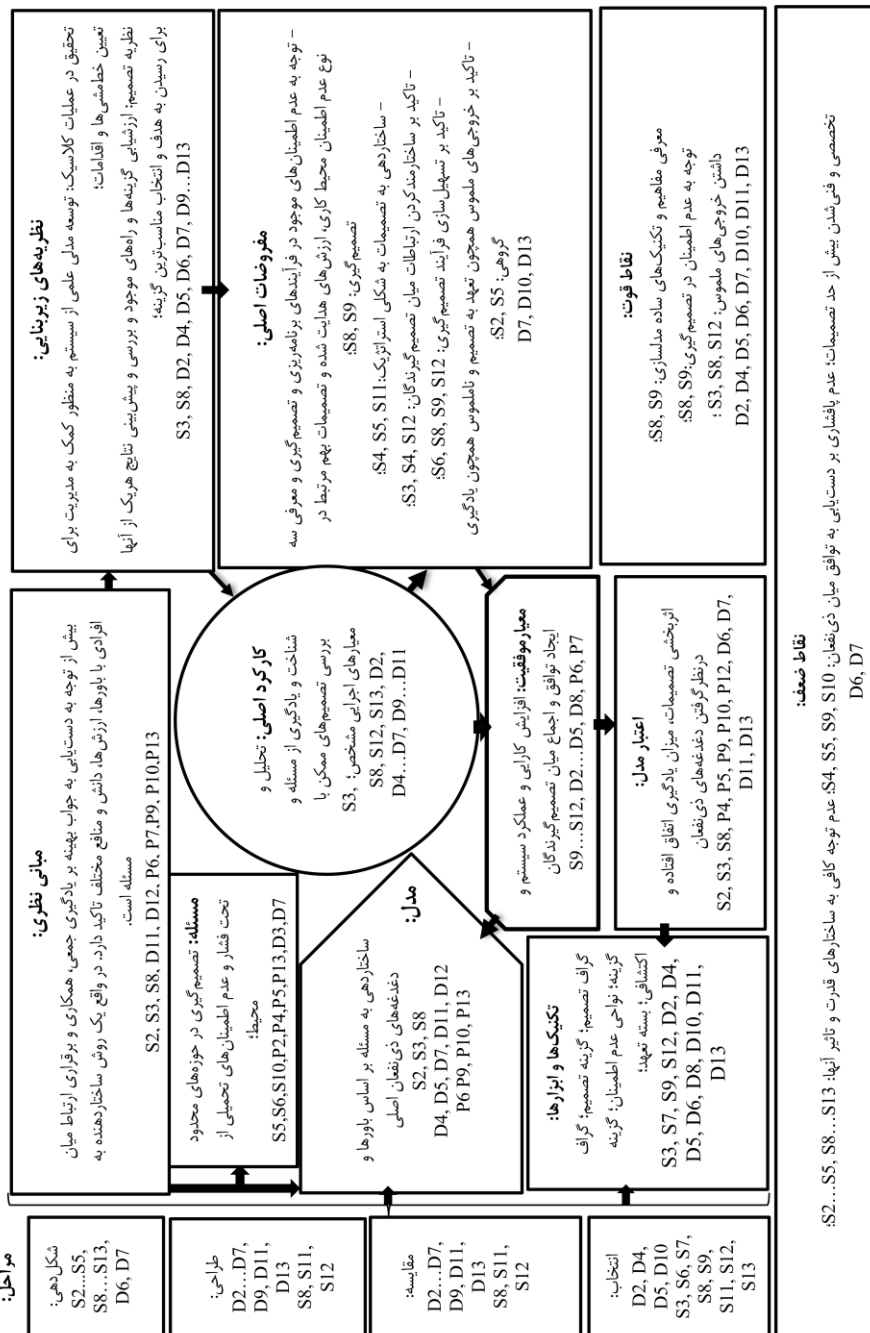 مراحل:
شکل‌دهی:
S2...S5,
S8...S13,
D6, D7
طراحی:
D2...D7,
D9, D11,
D13
S8, S11,
S12
مقایسه:
D2...D7,
D9, D11,
D13
S8, S11,
S12
انتخاب:
D2, D4,
D5, D10
S3, S6, S7,
S8, S9,
S11, S12,
S13
مبانی نظری:
بیش از توجه به دست‌یابی به جواب بهینه بر یادگیری جمعی، همکاری و برقراری ارتباط میان
افرادی با باورها، ارزش‌ها، دانش و منافع مختلف تاکید دارد. در واقع یک روش ساختاردهنده به
مسئله است.
S2, S3, S8, D11, D12, P6, P7,P9, P10,P13
مسئله: تصمیم‌گیری در حوزه‌های محدود
تحت فشار و عدم اطمینان‌های تحمیلی از
محیط؛
S5,S6,S10,P2,P4,P5,P13,D3,D7
مدل:
ساختاردهی به مسئله بر اساس باورها و
دغدغه‌های ذی‌نفعان اصلی
S2, S3, S8
D4, D5, D7, D11, D12
P6 P9, P10, P13
تکنیک‌ها و ابزارها:
گراف تصمیم؛ گزینه تصمیم؛ گراف
گزینه؛ نواحی عدم اطمینان؛ گزینه
اکتشافی؛ بسته تعهد؛
S3, S7, S9, S12, D2, D4,
D5, D6, D8, D10, D11,
D13
کارکرد اصلی: تحلیل و
شناخت و یادگیری از مسئله و
بررسی تصمیم‌های ممکن با
معیارهای اجرایی مشخص؛ S3,
S8, S12, S13, D2,
D4...D7, D9...D11
معیارموفقیت: افزایش کارایی و عملکرد سیستم و
ایجاد توافق و اجماع میان تصمیم‌گیرندگان
S9...S12, D2...D5, D8, P6, P7
اعتبار مدل:
اثربخشی تصمیمات، میزان یادگیری اتفاق افتاده و
درنظرگرفتن دغدغه‌های ذی‌نفعان
S2, S3, S8, P4, P5, P9, P10, P12, D6, D7,
D11, D13
نظریه‌های زیربنایی:
تحقیق در عملیات کلاسیک: توسعه مدلی علمی از سیستم به منظور کمک به مدیریت برای
تعیین خط‌مشی‌ها و اقدامات؛
نظریه تصمیم: ارزشیابی گزینه‌ها و راه‌های موجود و بررسی و پیش‌بینی نتایج هریک از آنها
برای رسیدن به هدف و انتخاب مناسب‌ترین گزینه؛
S3, S8, D2, D4, D5, D6, D7, D9...D13
مفروضات اصلی:
– توجه به عدم اطمینان‌های موجود در فرآیندهای برنامه‌ریزی و تصمیم‌گیری و معرفی سه
نوع عدم اطمینان محیط کاری، ارزش‌های هدایت شده و تصمیمات بهم مرتبط در
تصمیم‌گیری: S8, S9؛
– ساختاردهی به تصمیمات به شکلی استراتژیک: S4, S5, S11؛
– تاکید بر ساختارمندکردن ارتباطات میان تصمیم‌گیرندگان: S3, S4, S12؛
– تاکید بر تسهیل‌سازی فرآیند تصمیم‌گیری: S6, S8, S9, S12؛
– تاکید بر خروجی‌های ملموس همچون تعهد به تصمیم و ناملموس همچون یادگیری
گروهی: S2, S5؛
D7, D10, D13
نقاط قوت:
معرفی مفاهیم و تکنیک‌های ساده مدلسازی: S8, S9؛
توجه به عدم اطمینان در تصمیم‌گیری: S8, S9؛
داشتن خروجی‌های ملموس: S3, S8, S12 ؛
D2, D4, D5, D6, D7, D10, D11, D13
نقاط ضعف:
تخصصی و فنی‌شدن بیش از حد تصمیمات؛ عدم پافشاری بر دست‌یابی به توافق میان ذی‌نفعان: S4, S5, S9, S10؛ عدم توجه کافی به ساختارهای قدرت و تاثیر آنها: S2...S5, S8...S13؛
D6, D7